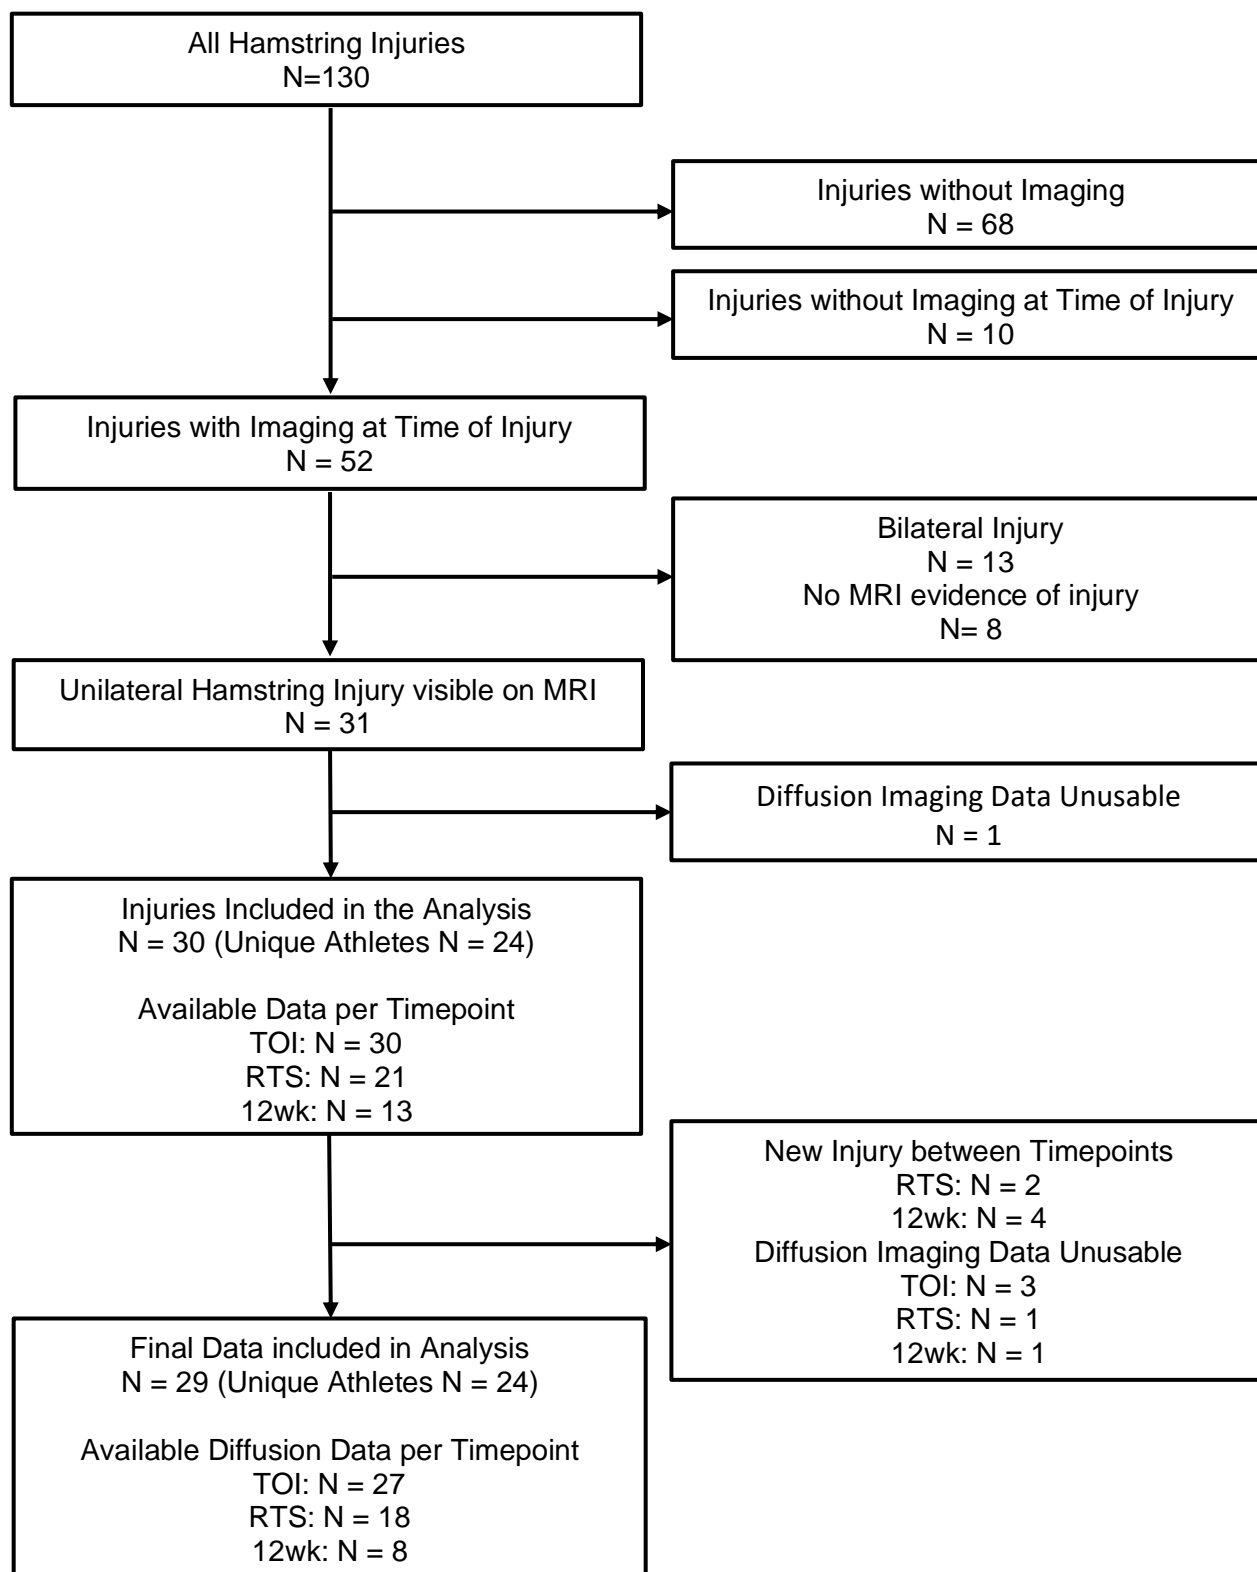 All Hamstring Injuries
N=130
Injuries without Imaging
N = 68
Injuries without Imaging at Time of Injury
N = 10
Injuries with Imaging at Time of Injury
N = 52
Bilateral Injury
N = 13
No MRI evidence of injury
N= 8
Unilateral Hamstring Injury visible on MRI
N = 31
Diffusion Imaging Data Unusable
N = 1
Injuries Included in the Analysis
N = 30 (Unique Athletes N = 24)
Available Data per Timepoint
TOI: N = 30
RTS: N = 21
12wk: N = 13
New Injury between Timepoints
RTS: N = 2
12wk: N = 4
Diffusion Imaging Data Unusable
TOI: N = 3
RTS: N = 1
12wk: N = 1
Final Data included in Analysis
N = 29 (Unique Athletes N = 24)
Available Diffusion Data per Timepoint
TOI: N = 27
RTS: N = 18
12wk: N = 8